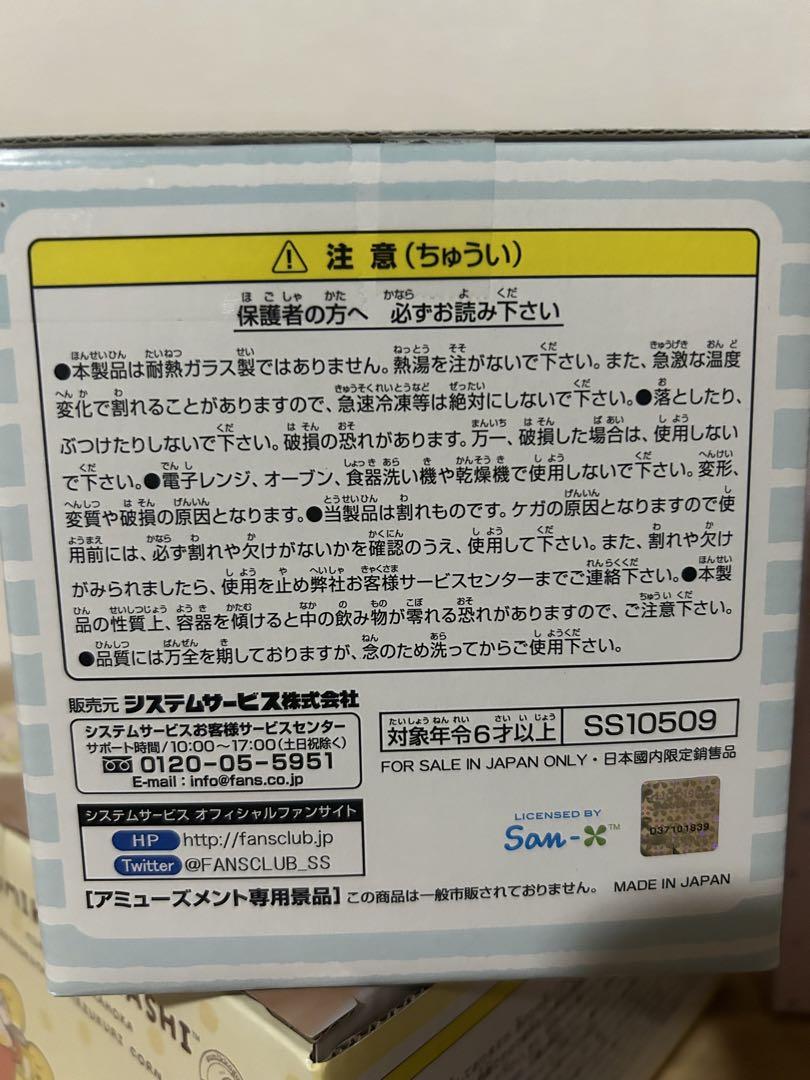 ⚠ 注意(ちゅうい)
保護者の方へ 必ずお読み下さい
●本製品は耐熱ガラス製ではありません。熱湯を注がないで下さい。また、急激な温度
変化で割れることがありますので、急速冷凍等は絶対にしないで下さい。●落としたり、
ぶつけたりしないで下さい。破損の恐れがあります。万一、破損した場合は、使用しない
で下さい。●電子レンジ、オーブン、食器洗い機や乾燥機で使用しないで下さい。変形、
変質や破損の原因となります。●当製品は割れものです。ケガの原因となりますので使
用前には、必ず割れや欠けがないかを確認のうえ、使用して下さい。また、割れや欠け
がみられましたら、使用を止め弊社お客様サービスセンターまでご連絡下さい。●本製
品の性質上、容器を傾けると中の飲み物が零れる恐れがありますので、ご注意下さい。
●品質には万全を期しておりますが、念のため洗ってからご使用下さい。
販売元 システムサービス株式会社
システムサービスお客様サービスセンター
サポート時間/10:00〜17:00(土日祝除く)
0120-05-5951
E-mail : info@fans.co.jp
対象年令6才以上 SS10509
FOR SALE IN JAPAN ONLY・日本國内限定銷售品
システムサービス オフィシャルファンサイト
HP http://fansclub.jp
Twitter @FANSCLUB_SS
LICENSED BY
San-X™
D37101839
[アミューズメント専用景品] この商品は一般市販されておりません。 MADE IN JAPAN